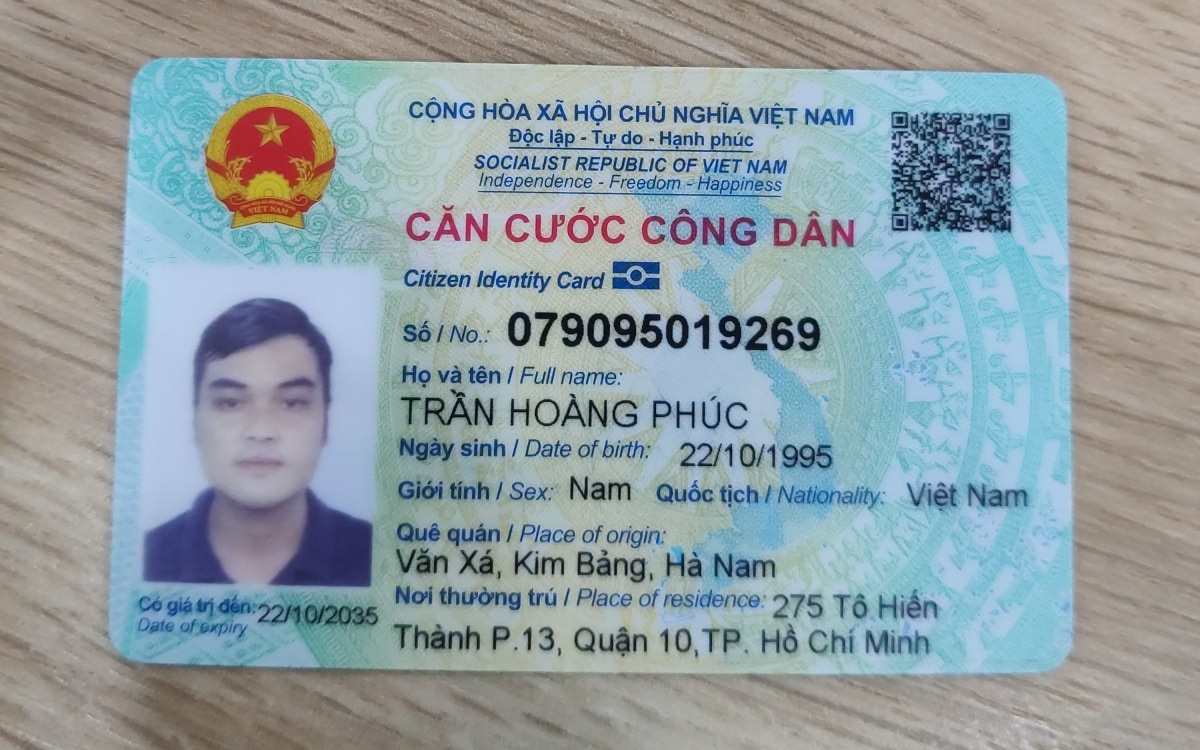 CỘNG HÒA XÃ HỘI CHỦ NGHĨA VIỆT NAM
Độc lập - Tự do - Hạnh phúc
SOCIALIST REPUBLIC OF VIET NAM
Independence - Freedom - Happiness
CĂN CƯỚC CÔNG DÂN
Citizen Identity Card
VIỆT NAM
Số / No.: 079095019269
Họ và tên / Full name:
TRẦN HOÀNG PHÚC
Ngày sinh / Date of birth: 22/10/1995
Giới tính / Sex: Nam Quốc tịch / Nationality: Việt Nam
Quê quán / Place of origin:
Văn Xá, Kim Bảng, Hà Nam
Nơi thường trú / Place of residence: 275 Tô Hiến
Thành P.13, Quận 10,TP. Hồ Chí Minh
Có giá trị đến: 22/10/2035
Date of expiry